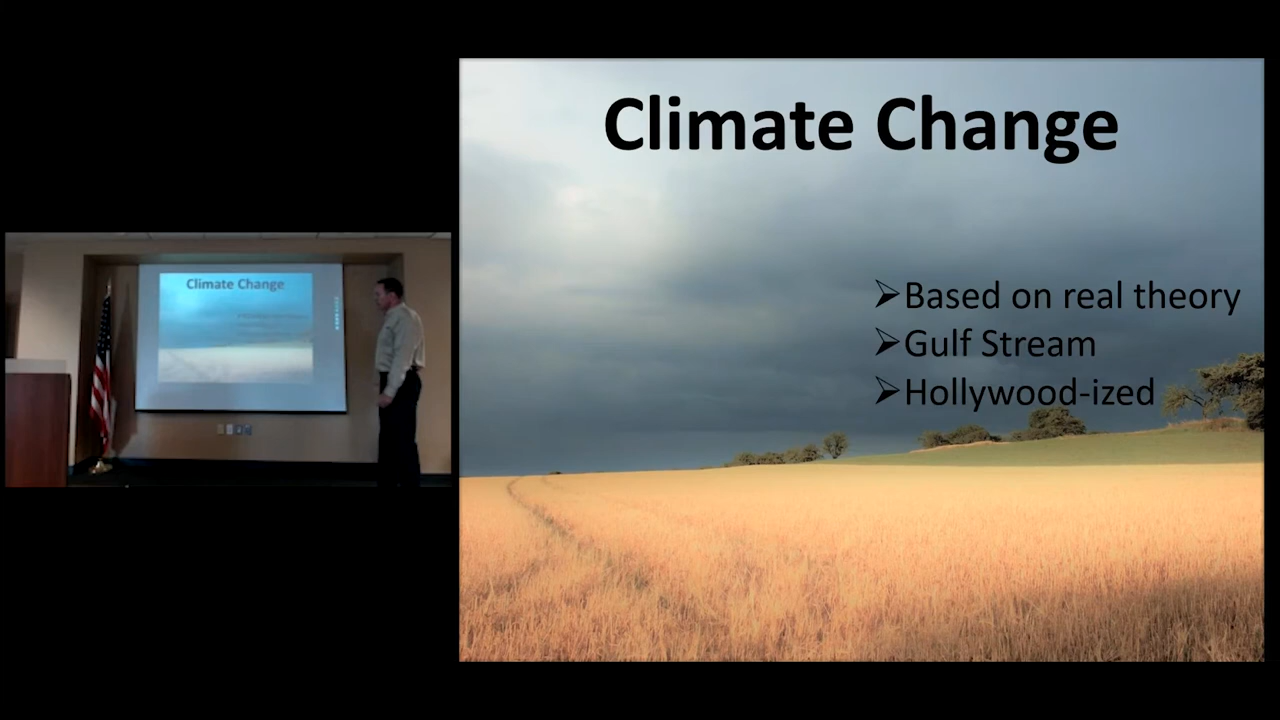 Climate Change
Climate Change
➢Based on real theory
➢Gulf Stream
➢Hollywood-ized